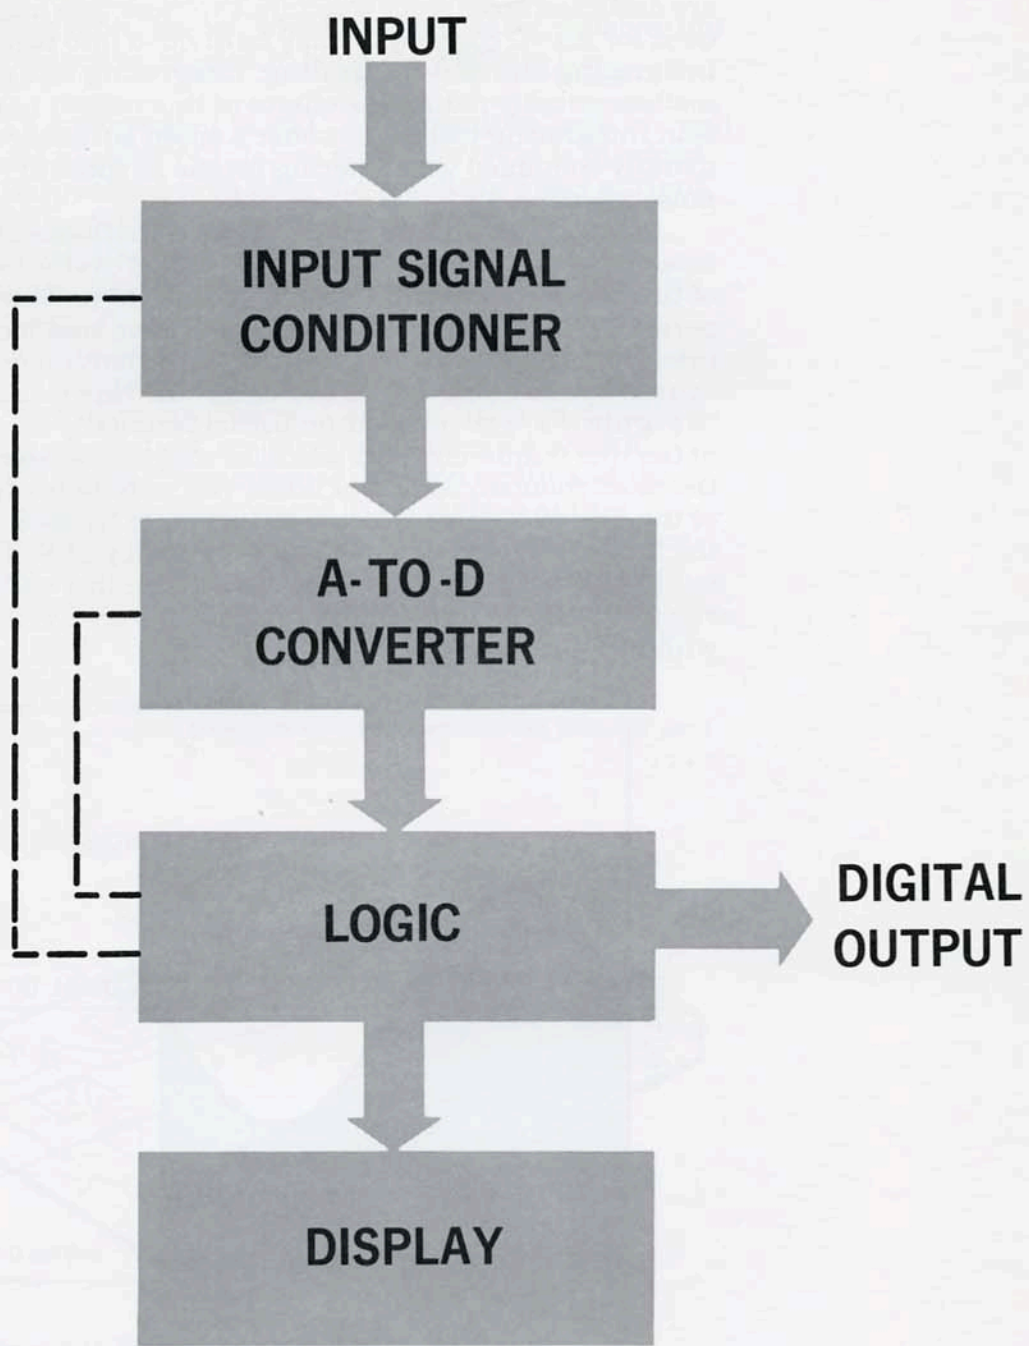 INPUT
INPUT SIGNAL
CONDITIONER
A-TO-D
CONVERTER
LOGIC
DIGITAL
OUTPUT
DISPLAY